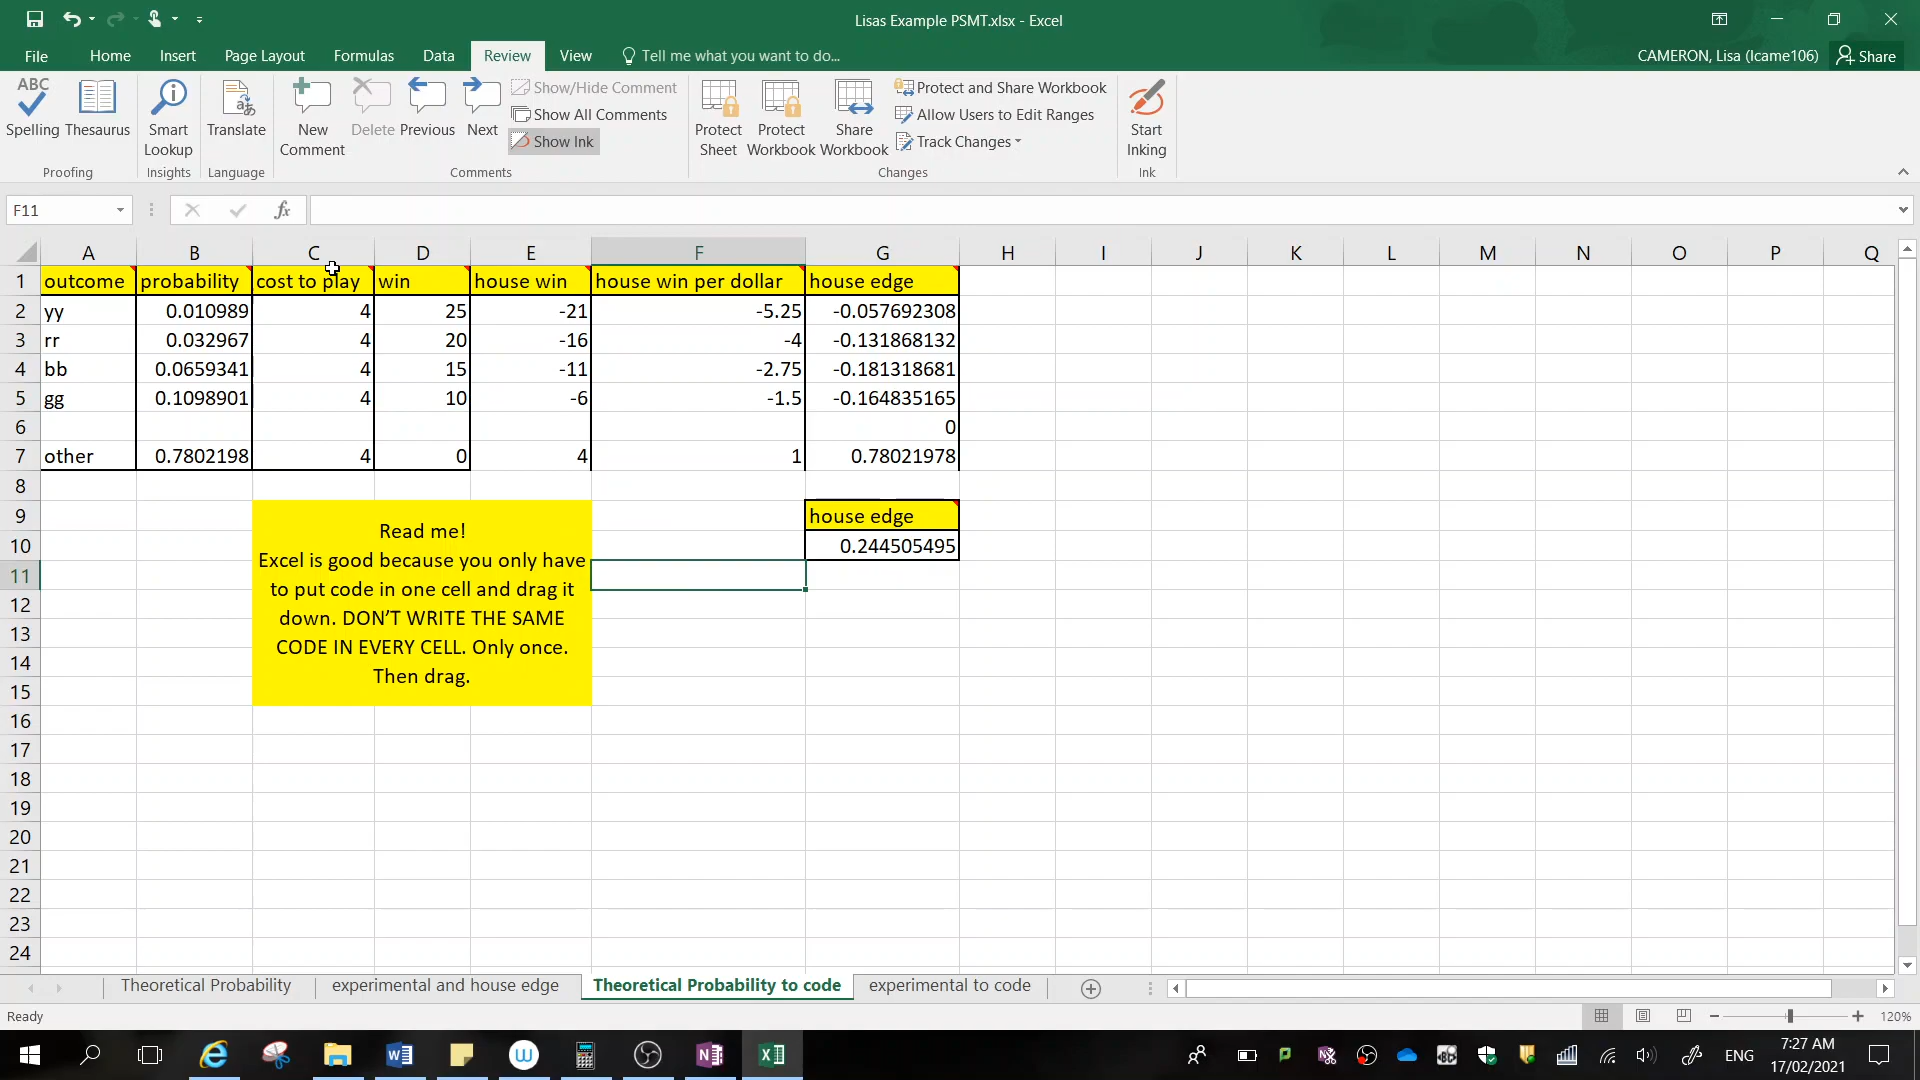 Lisas Example PSMT.xlsx - Excel
File Home Insert Page Layout Formulas Data Review View Tell me what you want to do... CAMERON, Lisa (lcame106) Share
ABC
Spelling Thesaurus Smart Lookup Translate New Comment Delete Previous Next Show/Hide Comment Show All Comments Show Ink Protect Sheet Protect Workbook Share Workbook Protect and Share Workbook Allow Users to Edit Ranges Track Changes Start Inking
Proofing Insights Language Comments Changes Ink
F11 fx
A B C D E F G H I J K L M N O P Q
1 outcome probability cost to play win house win house win per dollar house edge
2 yy 0.010989 4 25 -21 -5.25 -0.057692308
3 rr 0.032967 4 20 -16 -4 -0.131868132
4 bb 0.0659341 4 15 -11 -2.75 -0.181318681
5 gg 0.1098901 4 10 -6 -1.5 -0.164835165
6 0
7 other 0.7802198 4 0 4 1 0.78021978
8
9 house edge
10 0.244505495
Read me!
Excel is good because you only have
to put code in one cell and drag it
down. DON'T WRITE THE SAME
CODE IN EVERY CELL. Only once.
Then drag.
11
12
13
14
15
16
17
18
19
20
21
22
23
24
Theoretical Probability experimental and house edge Theoretical Probability to code experimental to code
Ready 120%
ENG 7:27 AM
17/02/2021